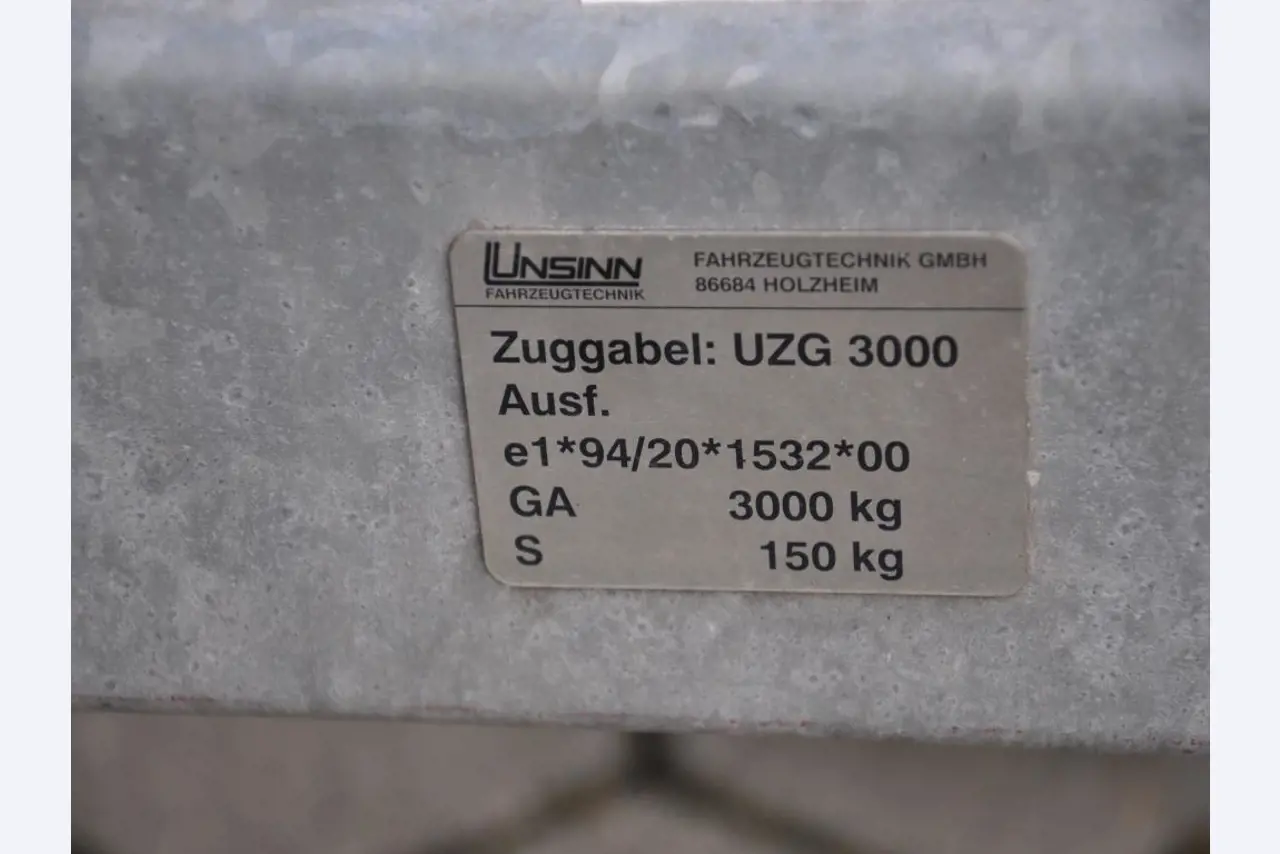 UNSINN
FAHRZEUGTECHNIK
FAHRZEUGTECHNIK GMBH
86684 HOLZHEIM
Zuggabel: UZG 3000
Ausf.
e1*94/20*1532*00
GA 3000 kg
S 150 kg